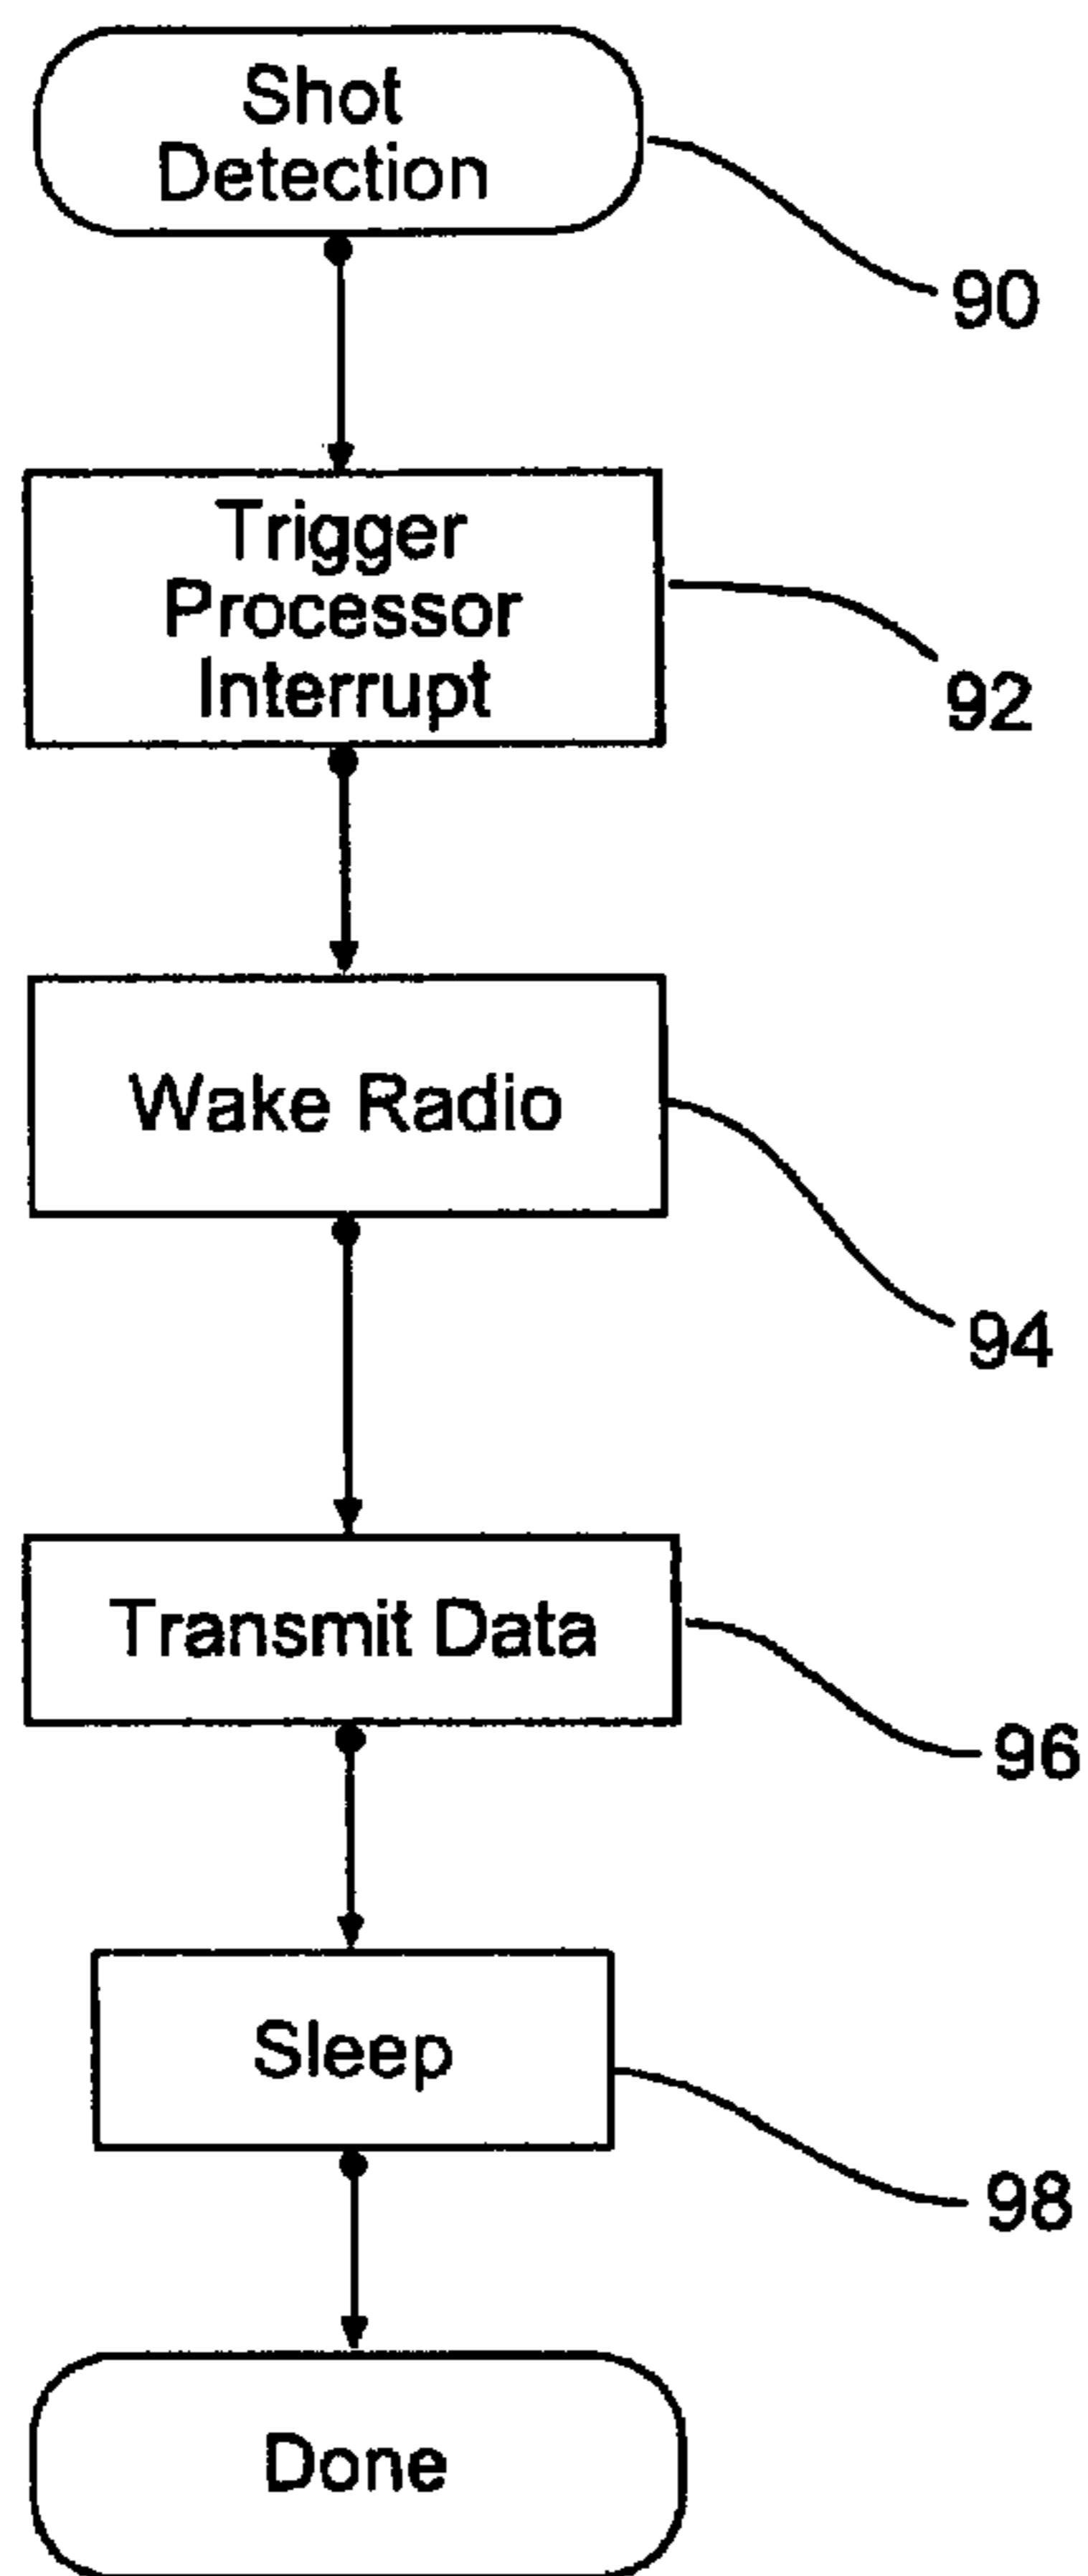 Shot
Detection
90
Trigger
Processor
Interrupt
92
Wake Radio
94
Transmit Data
96
Sleep
98
Done